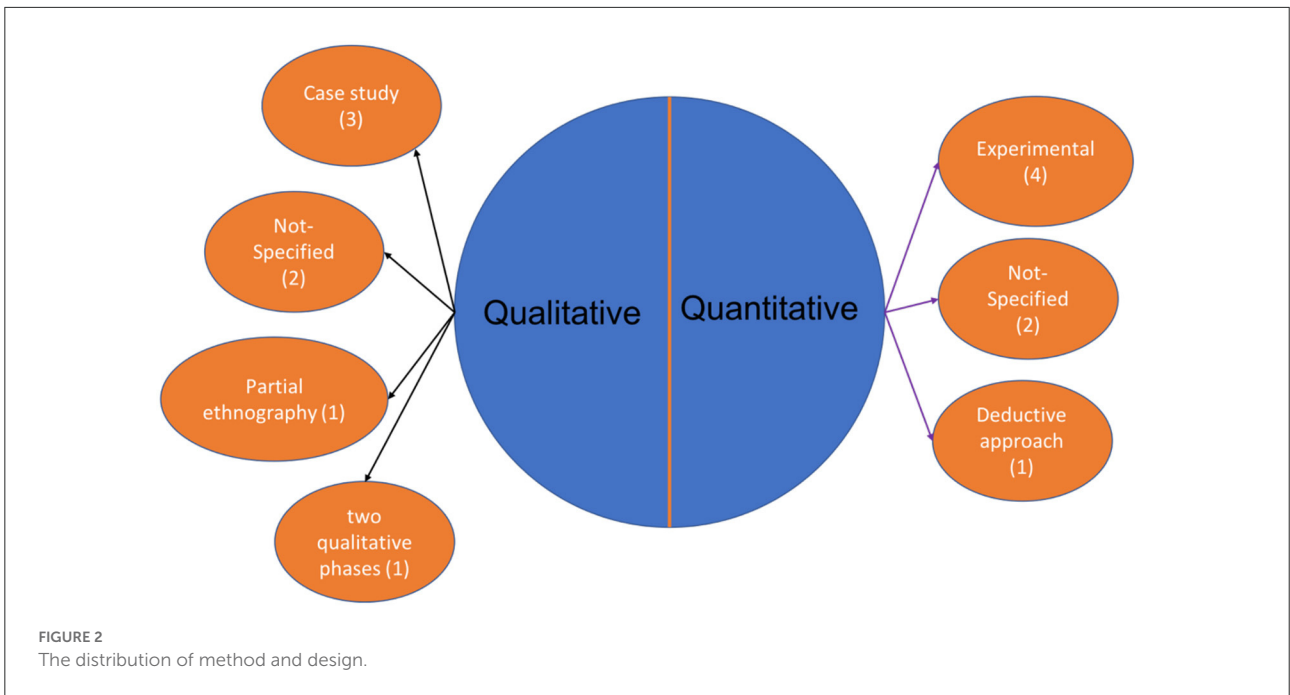 Case study
(3)
Not-
Specified
(2)
Partial
ethnography (1)
two
qualitative
phases (1)
Qualitative
Quantitative
Experimental
(4)
Not-
Specified
(2)
Deductive
approach
(1)
FIGURE 2
The distribution of method and design.